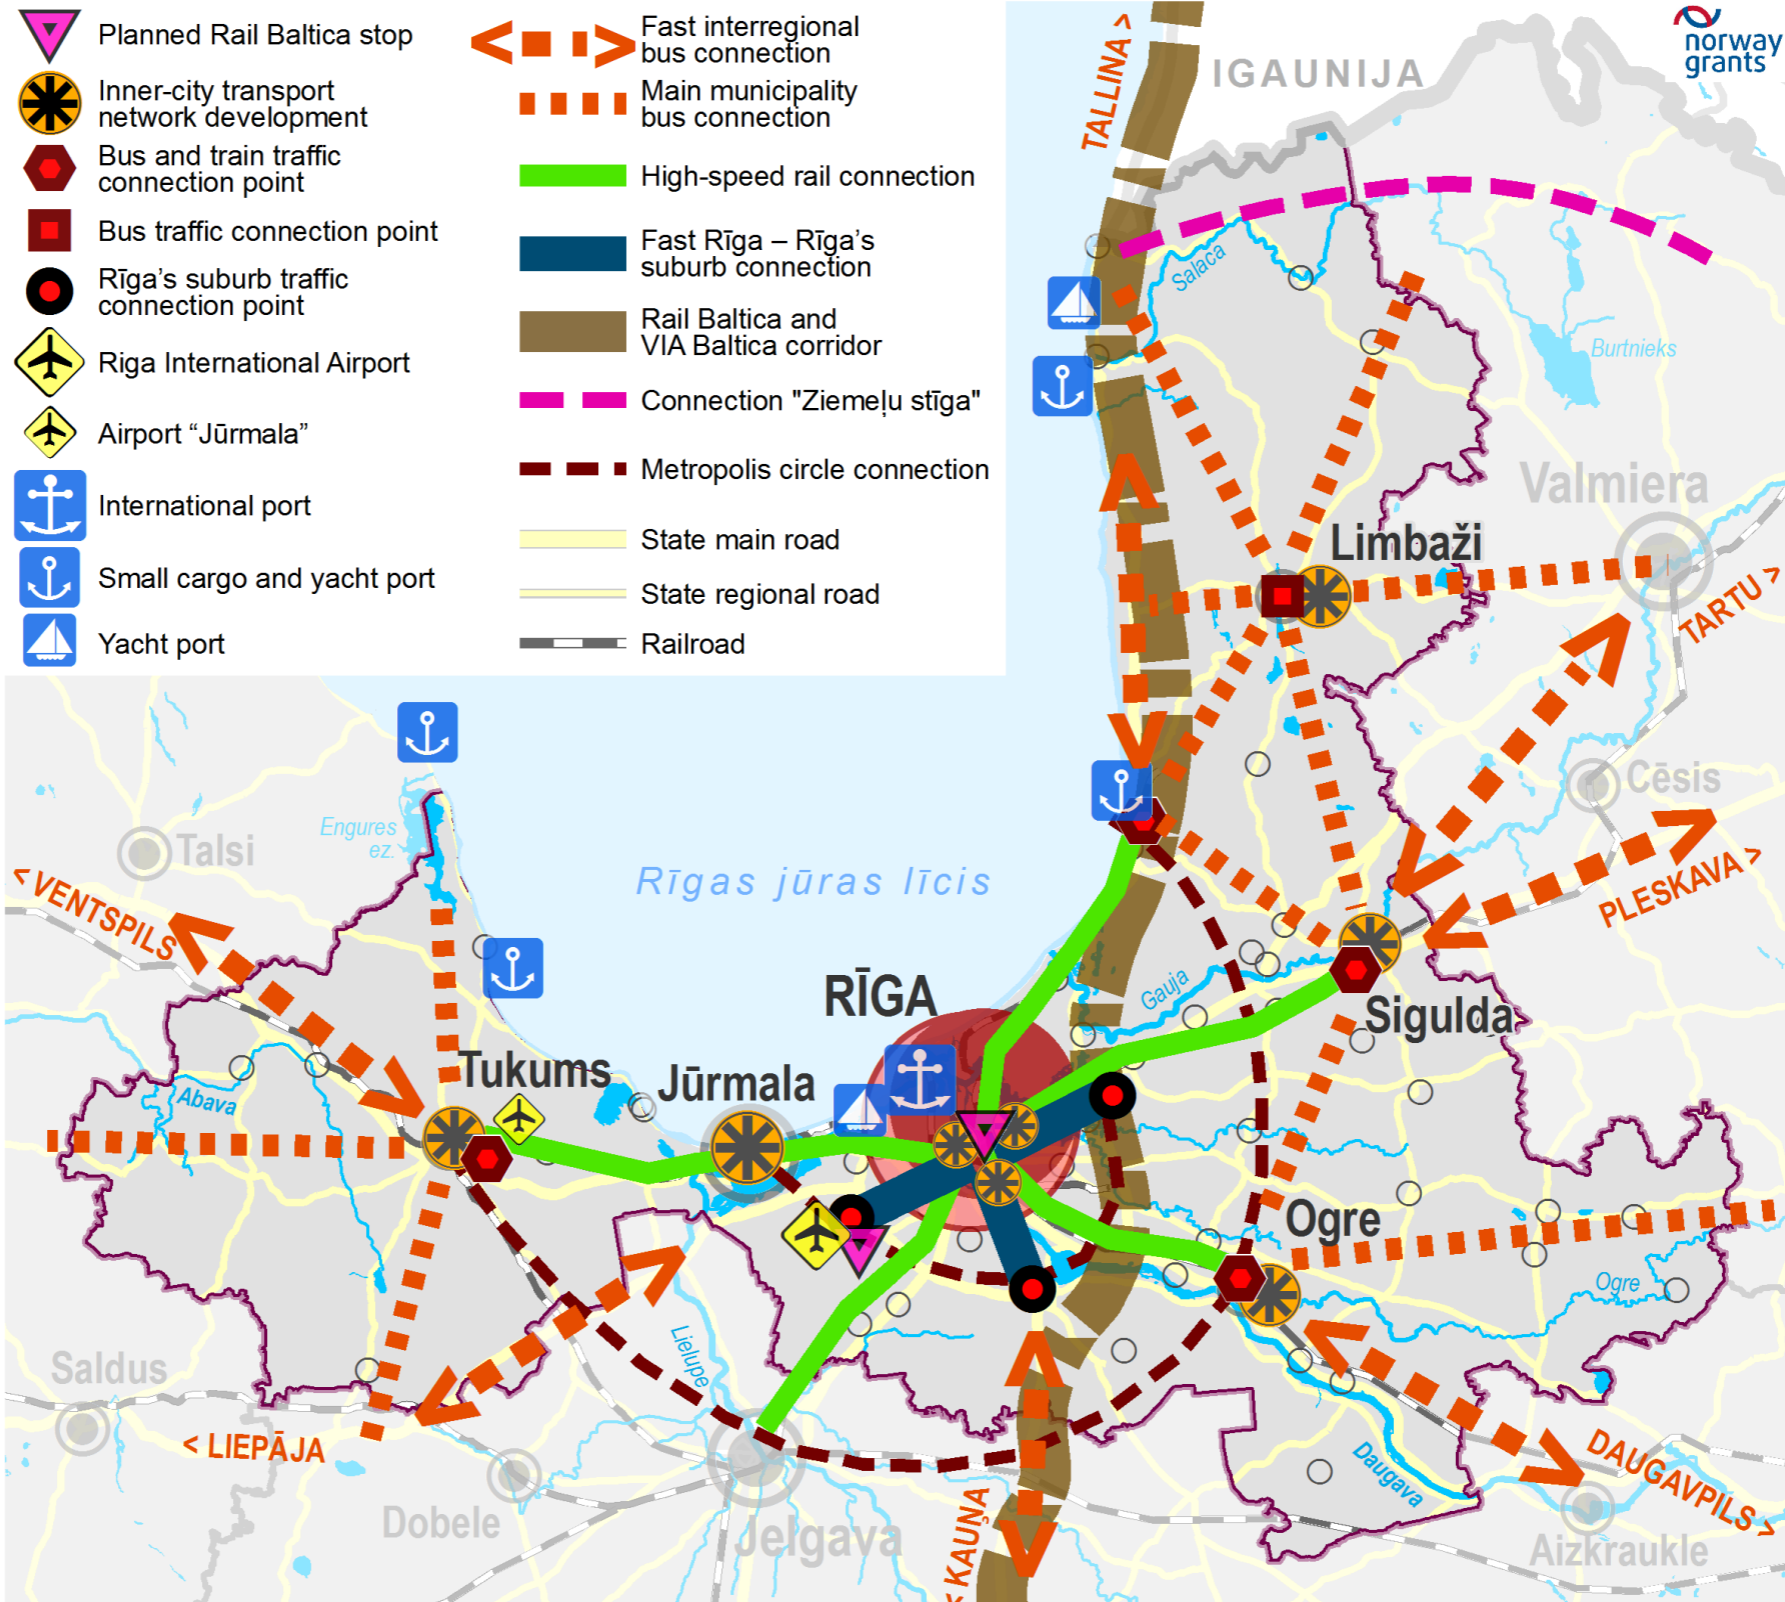 Planned Rail Baltica stop
Inner-city transport
network development
Bus and train traffic
connection point
Bus traffic connection point
Rīga's suburb traffic
connection point
Riga International Airport
Airport “Jūrmala”
International port
Small cargo and yacht port
Yacht port
Fast interregional
bus connection
Main municipality
bus connection
High-speed rail connection
Fast Rīga – Rīga's
suburb connection
Rail Baltica and
VIA Baltica corridor
Connection "Ziemeļu stīga"
Metropolis circle connection
State main road
State regional road
Railroad
norway
grants
TALLINA >
IGAUNIJA
Salaca
Burtnieks
Valmiera
Limbaži
TARTU >
Cēsis
PLESKAVA >
Engures
ez.
Talsi
< VENTSPILS
Rīgas jūras līcis
RĪGA
Gauja
Sigulda
Tukums
Jūrmala
Abava
Ogre
Ogre
Lielupe
Saldus
< LIEPĀJA
Dobele
Jelgava
< KAUŅA
Daugava
DAUGAVPILS >
Aizkraukle